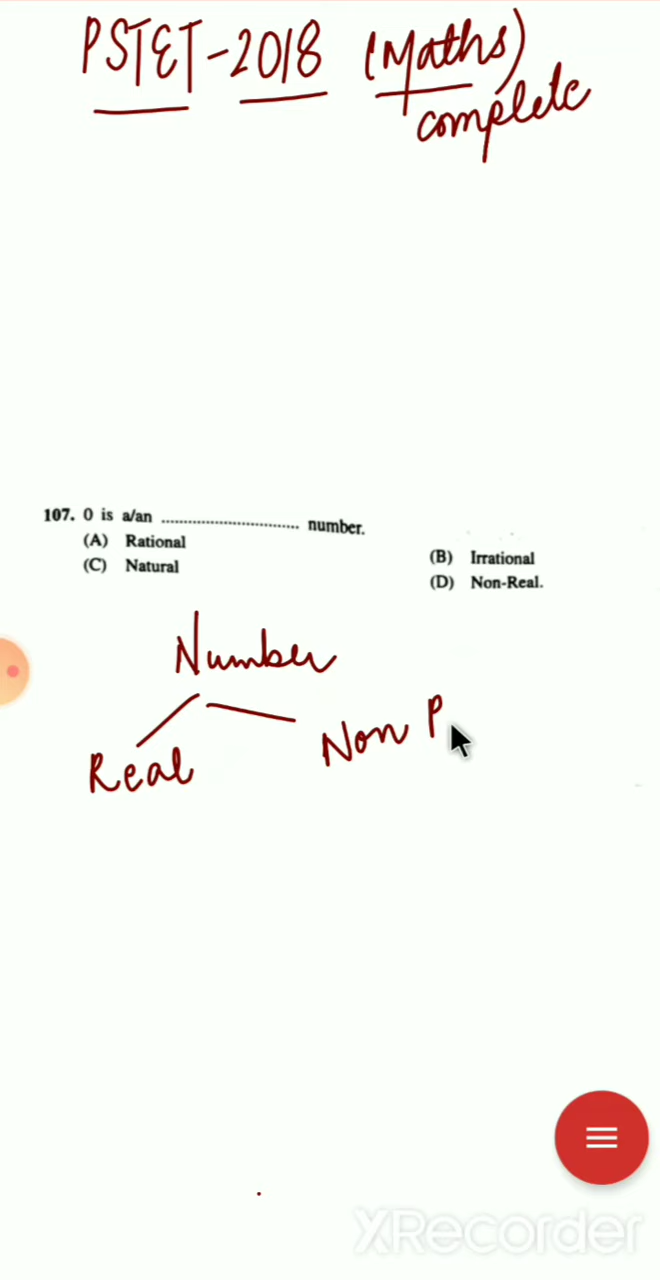 PSTET-2018 (Maths)
complete
107. 0 is a/an ............................... number.
(A) Rational
(B) Irrational
(C) Natural
(D) Non-Real.
Number
Real
Non P
XRecorder